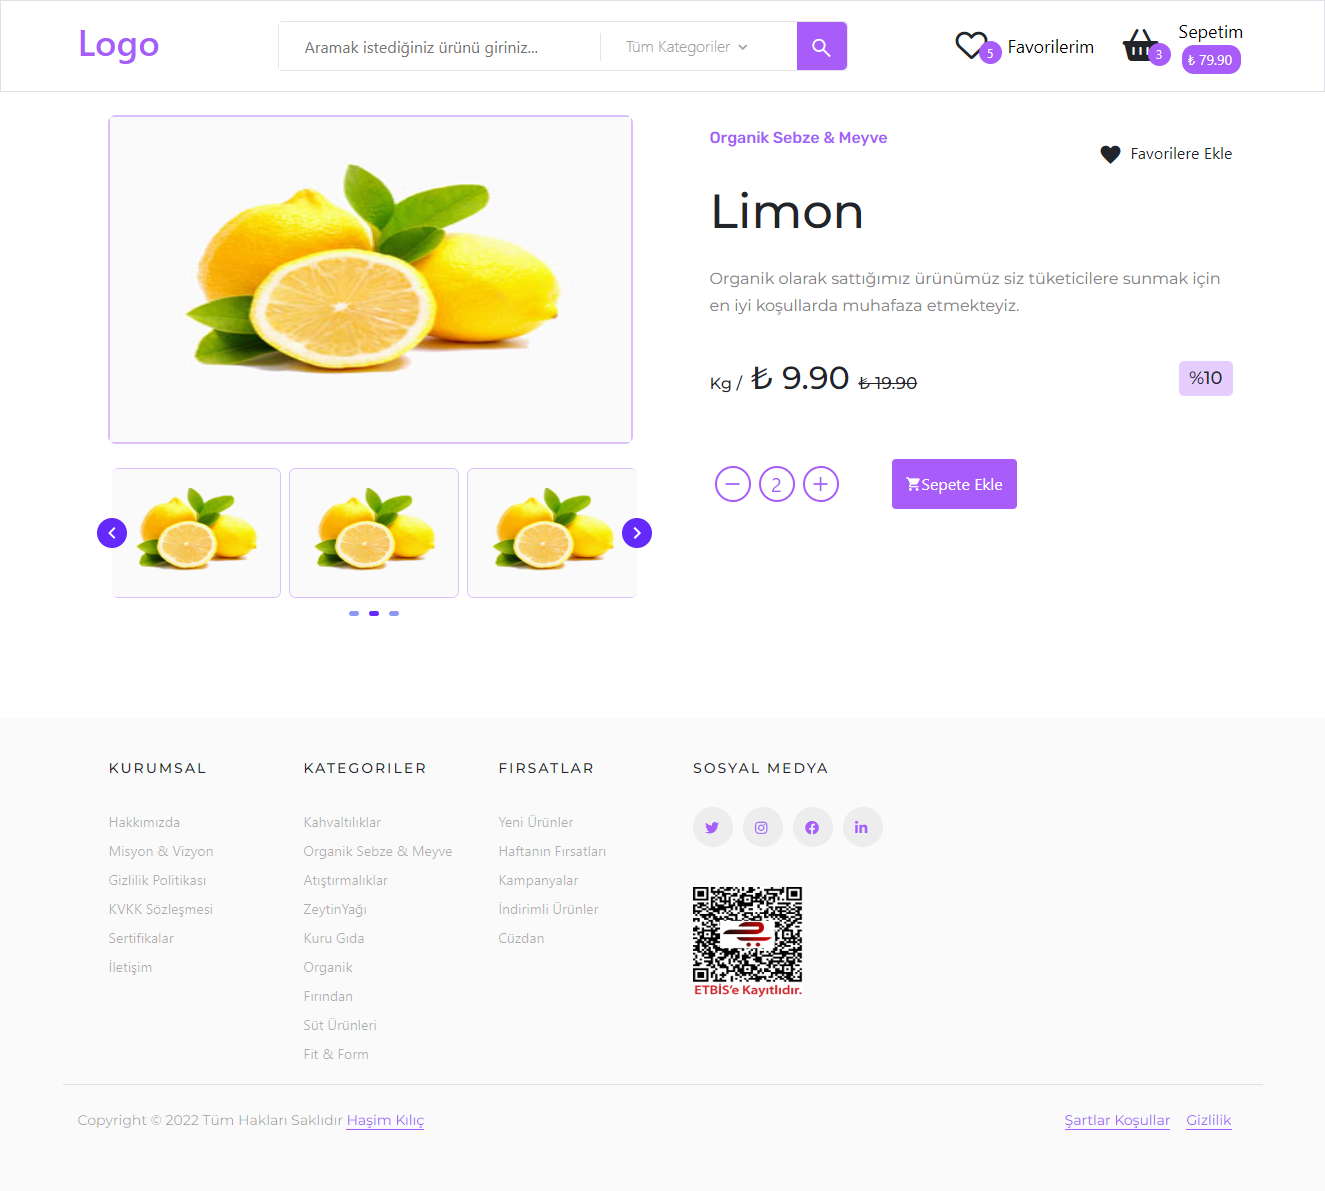 Logo
Aramak istediğiniz ürünü giriniz...
Tüm Kategoriler
5
Favorilerim
3
Sepetim
₺ 79.90
Organik Sebze & Meyve
Favorilere Ekle
Limon
Organik olarak sattığımız ürünümüz siz tüketicilere sunmak için
en iyi koşullarda muhafaza etmekteyiz.
Kg / ₺ 9.90 ₺ 19.90
%10
2
Sepete Ekle
KURUMSAL
Hakkımızda
Misyon & Vizyon
Gizlilik Politikası
KVKK Sözleşmesi
Sertifikalar
İletişim
KATEGORILER
Kahvaltılıklar
Organik Sebze & Meyve
Atıştırmalıklar
ZeytinYağı
Kuru Gıda
Organik
Fırından
Süt Ürünleri
Fit & Form
FIRSATLAR
Yeni Ürünler
Haftanın Fırsatları
Kampanyalar
İndirimli Ürünler
Cüzdan
SOSYAL MEDYA
ETBİS'e Kayıtlıdır.
Copyright © 2022 Tüm Hakları Saklıdır Haşim Kılıç
Şartlar Koşullar
Gizlilik